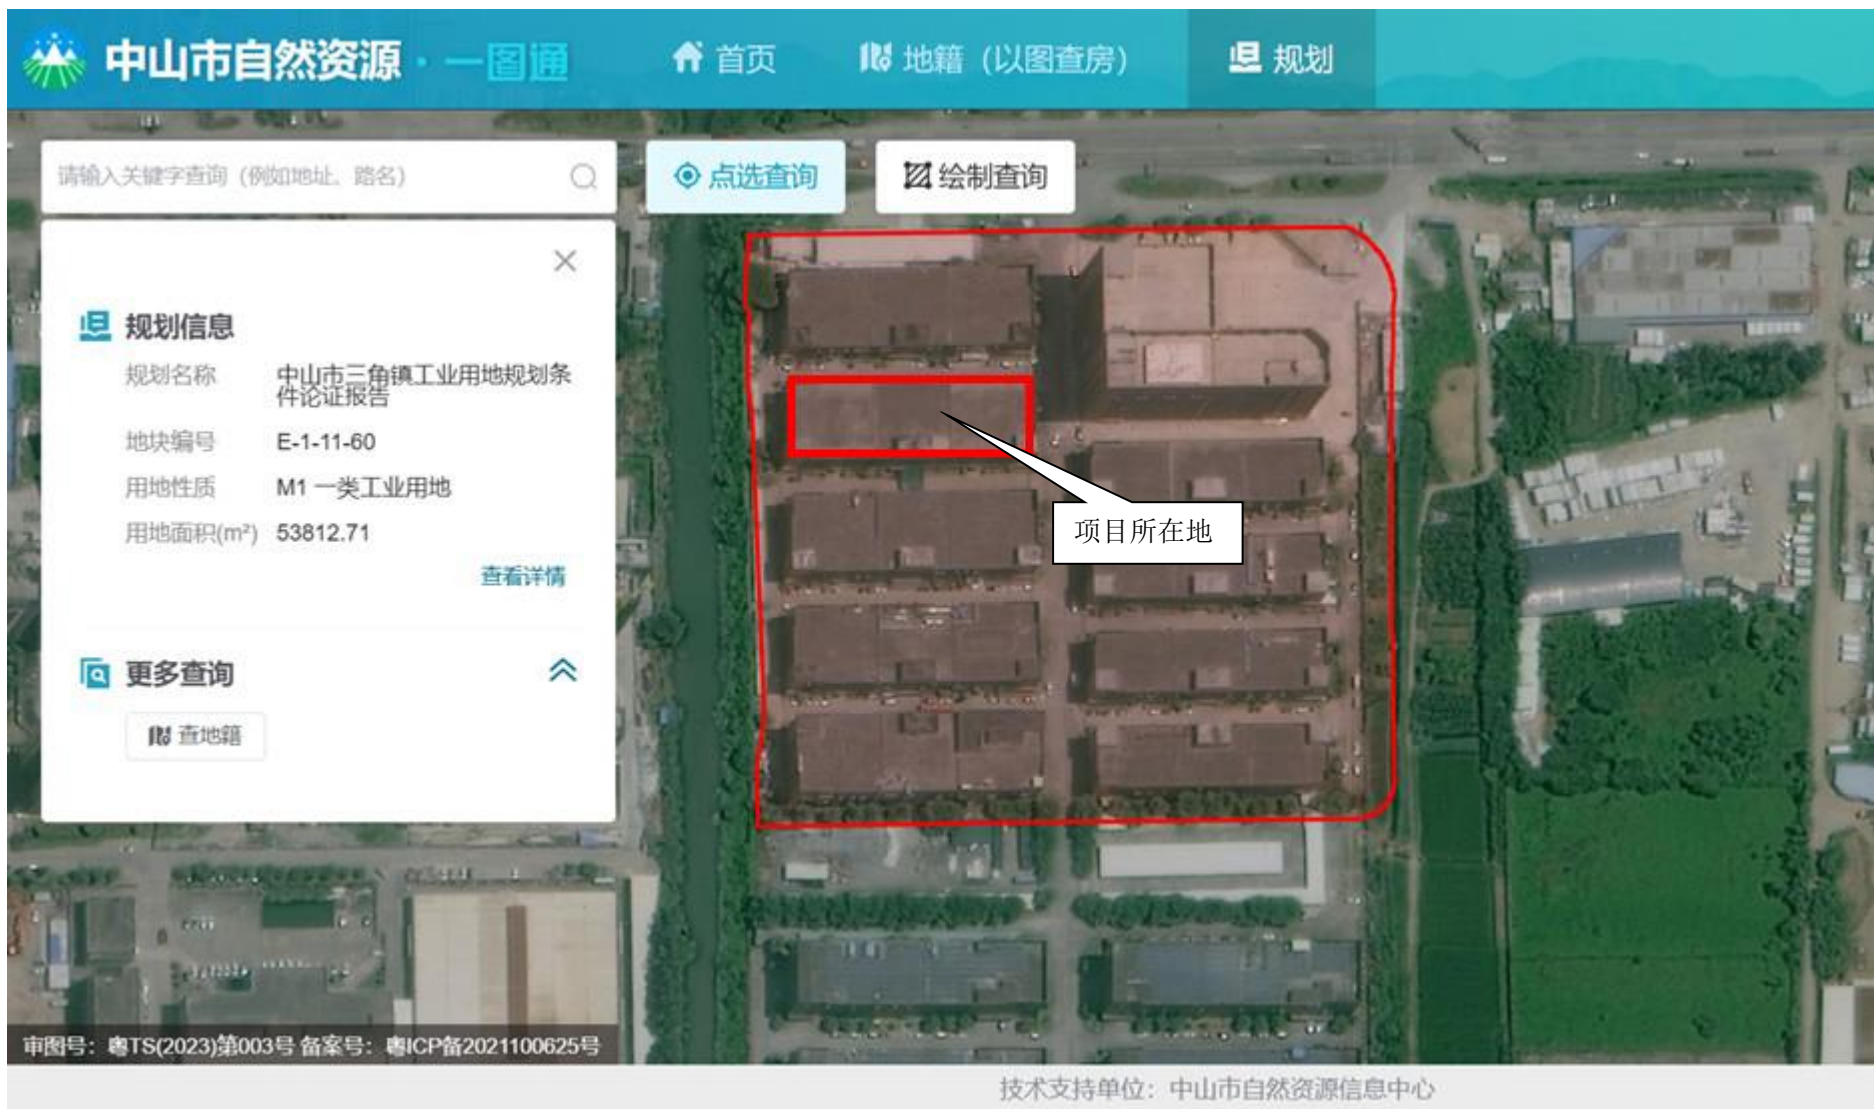 中山市自然资源·一图通
首页
地籍（以图查房）
规划
请输入关键字查询（例如地址、路名）
点选查询
绘制查询
规划信息
规划名称 中山市三角镇工业用地规划条
件论证报告
地块编号 E-1-11-60
用地性质 M1 一类工业用地
用地面积(m²) 53812.71
查看详情
更多查询
查地籍
项目所在地
审图号：粤TS(2023)第003号 备案号：粤ICP备2021100625号
技术支持单位：中山市自然资源信息中心